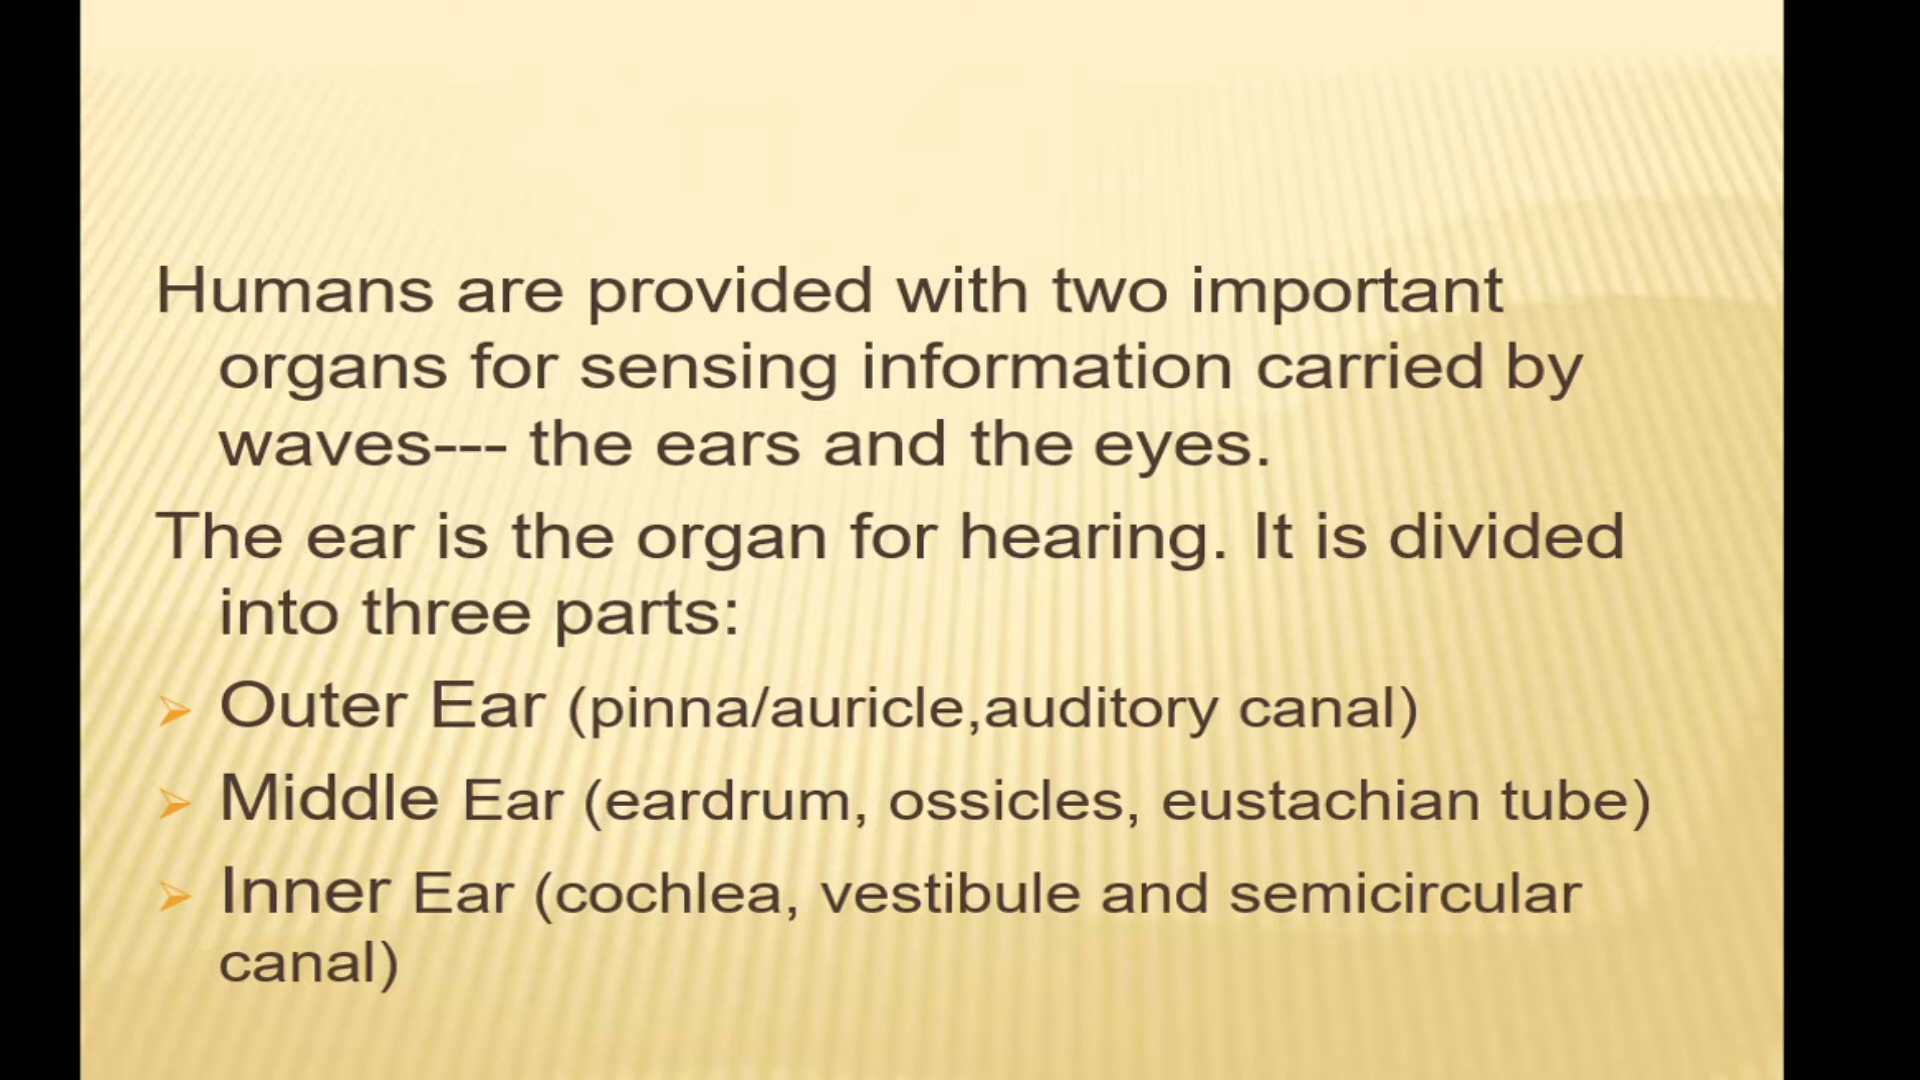 Humans are provided with two important
organs for sensing information carried by
waves--- the ears and the eyes.
The ear is the organ for hearing. It is divided
into three parts:
Outer Ear (pinna/auricle,auditory canal)
Middle Ear (eardrum, ossicles, eustachian tube)
Inner Ear (cochlea, vestibule and semicircular
canal)